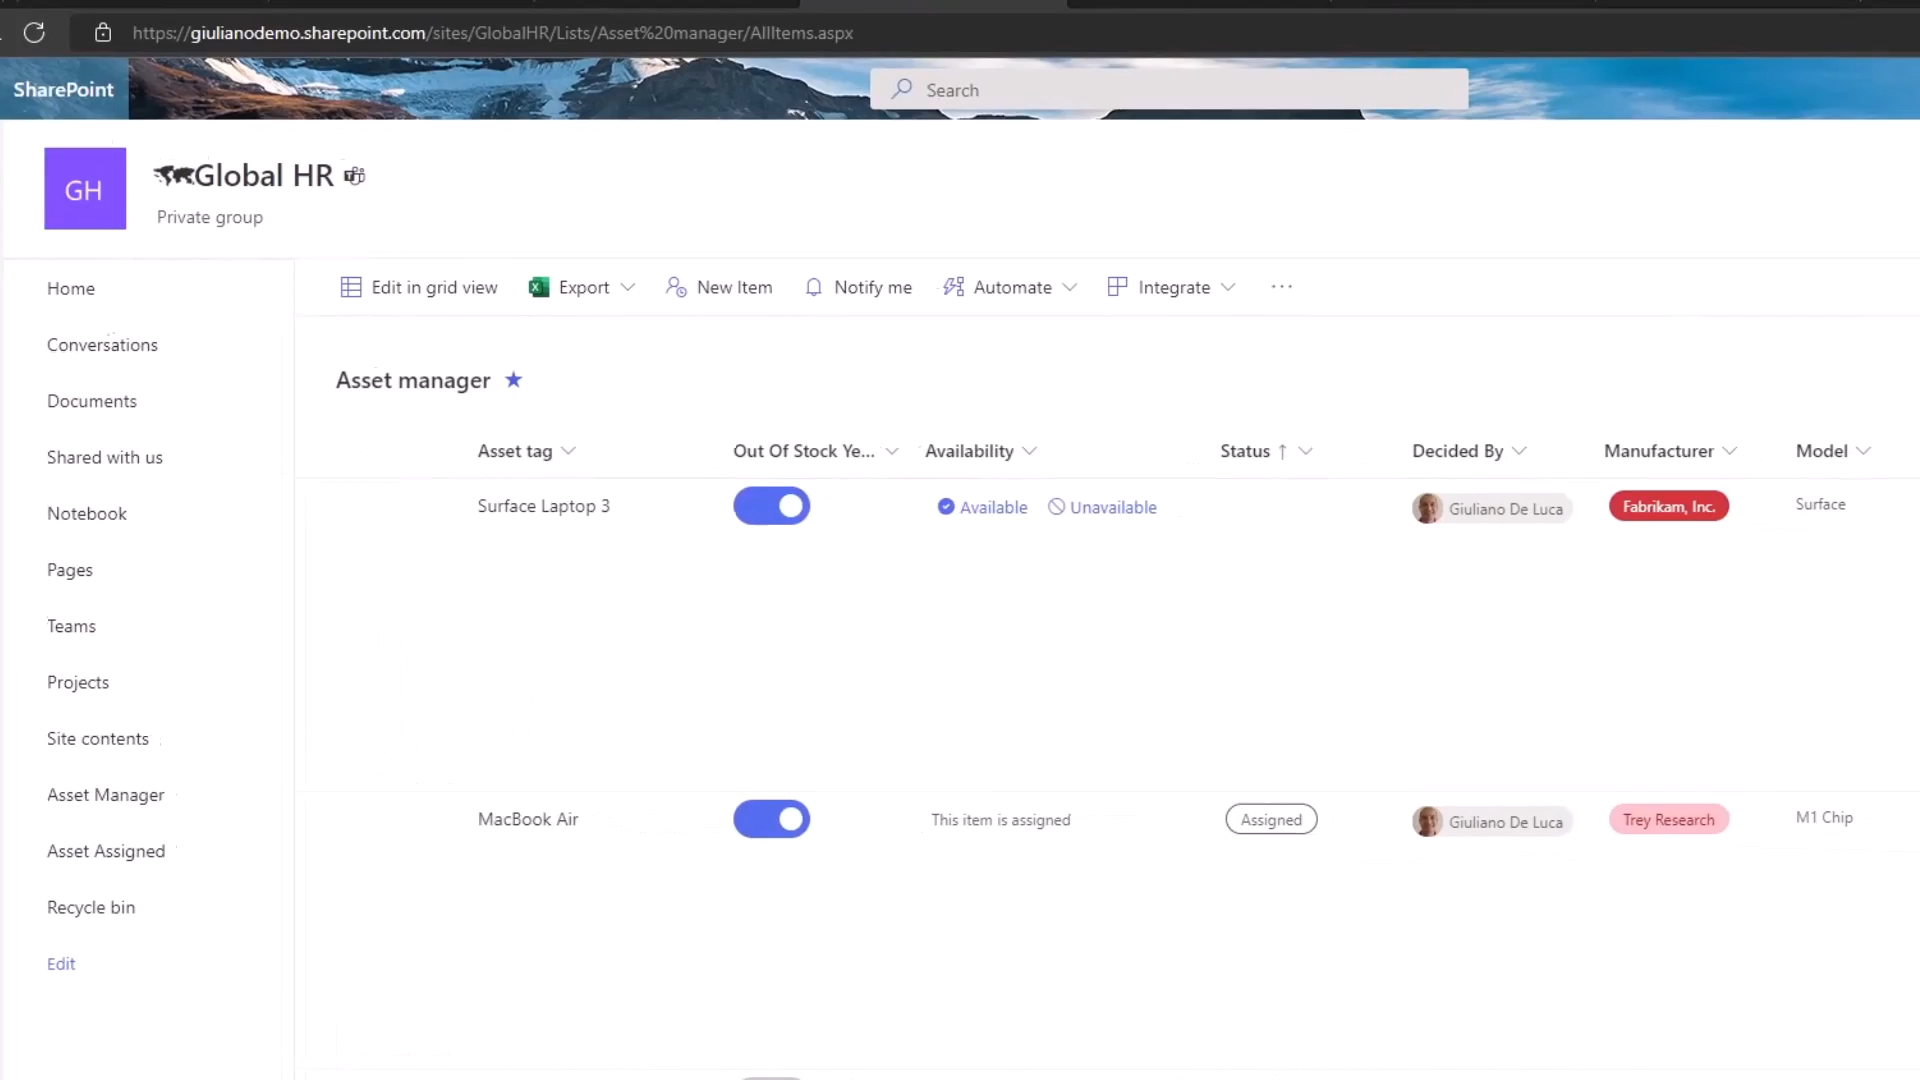 https://giulianodemo.sharepoint.com/sites/GlobalHR/Lists/Asset%20manager/AllItems.aspx
SharePoint
Search
GH
Global HR
Private group
Home
Conversations
Documents
Shared with us
Notebook
Pages
Teams
Projects
Site contents
Asset Manager
Asset Assigned
Recycle bin
Edit
Edit in grid view Export New Item Notify me Automate Integrate ...
Asset manager
Asset tag Out Of Stock Ye... Availability Status ↑ Decided By Manufacturer Model
Surface Laptop 3 Available Unavailable Giuliano De Luca Fabrikam, Inc. Surface
MacBook Air This item is assigned Assigned Giuliano De Luca Trey Research M1 Chip